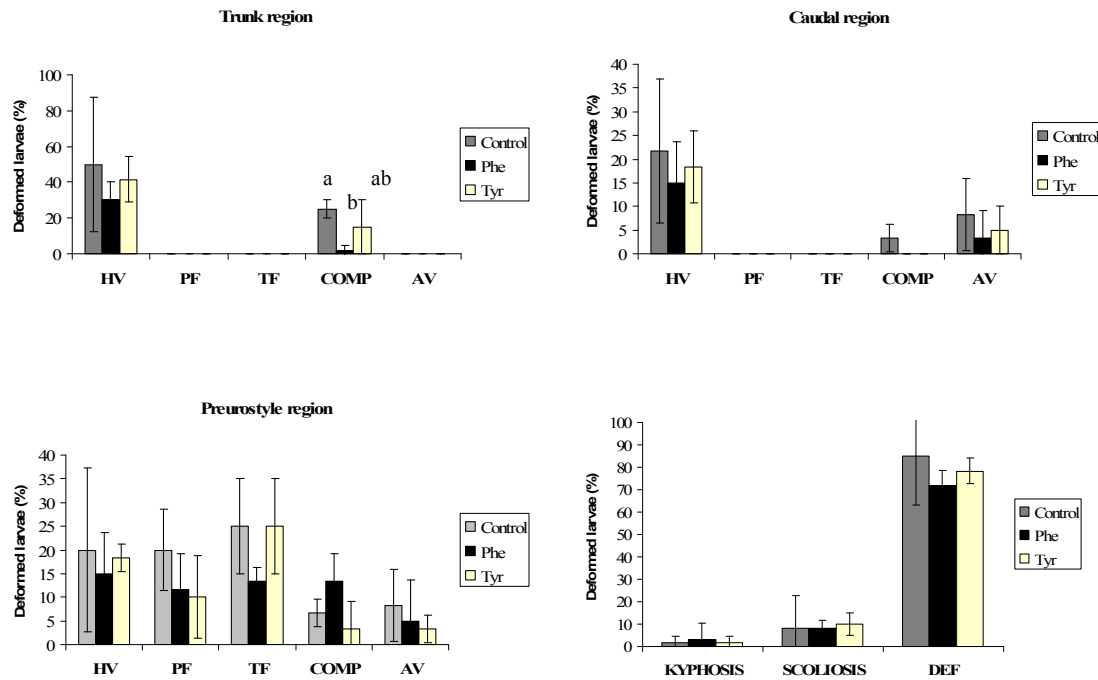 Trunk region
Deformed larvae (%)
100
80
60
40
20
0
a
b
ab
HV PF TF COMP AV
Control
Phe
Tyr
Caudal region
Deformed larvae (%)
40
35
30
25
20
15
10
5
0
HV PF TF COMP AV
Control
Phe
Tyr
Preurostyle region
Deformed larvae (%)
40
35
30
25
20
15
10
5
0
HV PF TF COMP AV
Control
Phe
Tyr
Deformed larvae (%)
100
90
80
70
60
50
40
30
20
10
0
KYPHOSIS SCOLIOSIS DEF
Control
Phe
Tyr